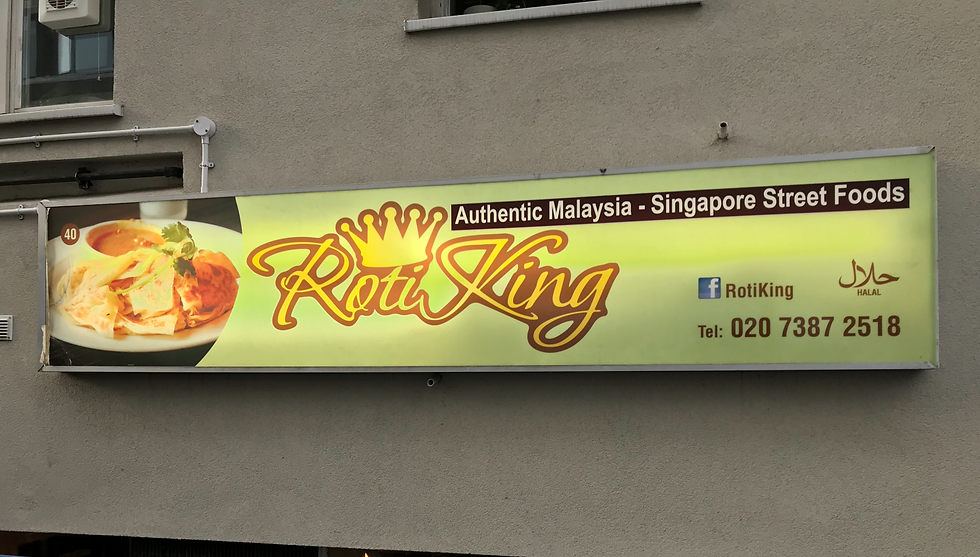 40
Roti King
Authentic Malaysia - Singapore Street Foods
f RotiKing
حلال
HALAL
Tel: 020 7387 2518